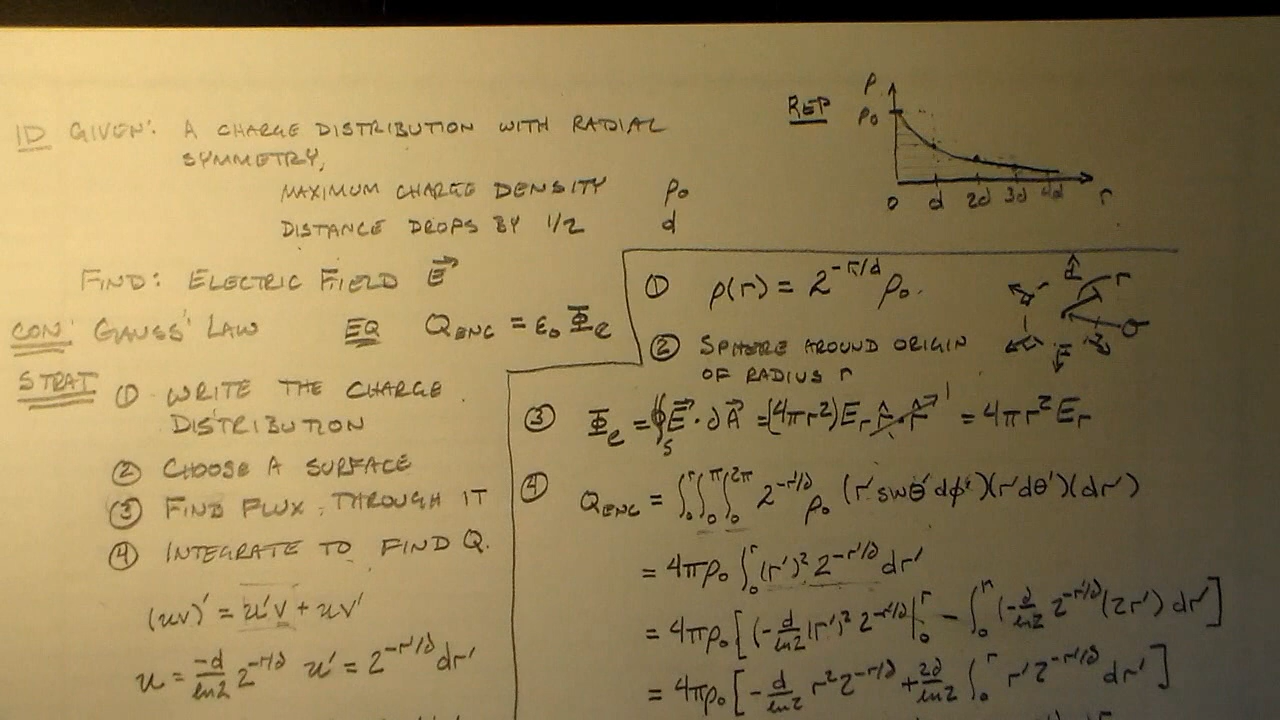 ID GIVEN: A CHARGE DISTRIBUTION WITH RADIAL
SYMMETRY,
MAXIMUM CHARGE DENSITY ρ₀
DISTANCE DROPS BY 1/2 d
FIND: ELECTRIC FIELD E⃗
CON: GAUSS' LAW EQ Q_ENC = ε₀ Φ_e
STRAT ① WRITE THE CHARGE
DISTRIBUTION
② CHOOSE A SURFACE
③ FIND FLUX THROUGH IT
④ INTEGRATE TO FIND Q.
(uv)' = u'v + uv'
u = -d/ln2 2^(-r/d) u' = 2^(-r'/d) dr'
REP
ρ
ρ₀
0 d 2d 3d 4d r
① ρ(r) = 2^(-r/d) ρ₀.
r
θ
② SPHERE AROUND ORIGIN
OF RADIUS r
③ Φ_e = ∮_S E⃗ · dA⃗ = (4πr²) E_r r̂ · r̂ 1 = 4πr² E_r
④ Q_ENC = ∫₀^r ∫₀^π ∫₀^2π 2^(-r'/d) ρ₀ (r' sinθ' dφ')(r'dθ')(dr')
= 4πρ₀ ∫₀^r (r')² 2^(-r'/d) dr'
= 4πρ₀ [(-d/ln2 (r')² 2^(-r'/d) |₀^r - ∫₀^r (-d/ln2 2^(-r'/d) (2r') dr']
= 4πρ₀ [-d/ln2 r² 2^(-r/d) + 2d/ln2 ∫₀^r r' 2^(-r'/d) dr']